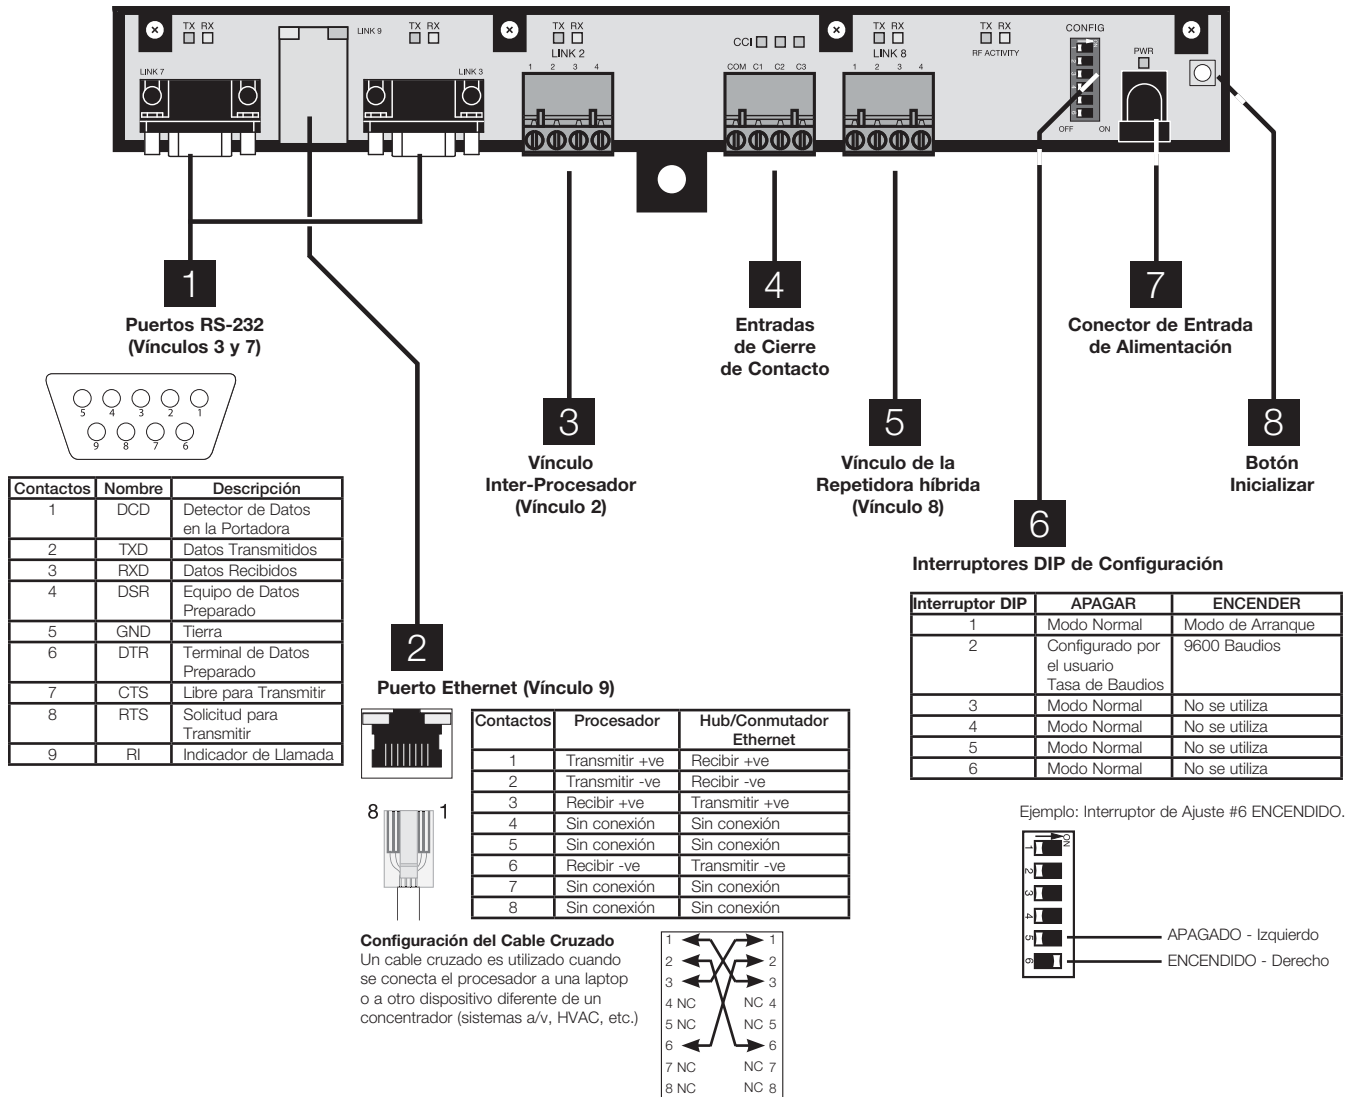 TX RX
LINK 9
TX RX
TX RX
LINK 2
CCI
TX RX
LINK 8
TX RX
RF ACTIVITY
CONFIG
PWR
LINK 7
LINK 3
1 2 3 4
COM C1 C2 C3
1 2 3 4
OFF ON
1
Puertos RS-232
(Vínculos 3 y 7)
2
Puerto Ethernet (Vínculo 9)
3
Vínculo
Inter-Procesador
(Vínculo 2)
4
Entradas
de Cierre
de Contacto
5
Vínculo de la
Repetidora híbrida
(Vínculo 8)
6
Interruptores DIP de Configuración
7
Conector de Entrada
de Alimentación
8
Botón
Inicializar
5 4 3 2 1
9 8 7 6
Contactos Nombre Descripción
1 DCD Detector de Datos
en la Portadora
2 TXD Datos Transmitidos
3 RXD Datos Recibidos
4 DSR Equipo de Datos
Preparado
5 GND Tierra
6 DTR Terminal de Datos
Preparado
7 CTS Libre para Transmitir
8 RTS Solicitud para
Transmitir
9 RI Indicador de Llamada
8 1
Contactos Procesador Hub/Conmutador
Ethernet
1 Transmitir +ve Recibir +ve
2 Transmitir -ve Recibir -ve
3 Recibir +ve Transmitir +ve
4 Sin conexión Sin conexión
5 Sin conexión Sin conexión
6 Recibir -ve Transmitir -ve
7 Sin conexión Sin conexión
8 Sin conexión Sin conexión
Configuración del Cable Cruzado
Un cable cruzado es utilizado cuando
se conecta el procesador a una laptop
o a otro dispositivo diferente de un
concentrador (sistemas a/v, HVAC, etc.)
1 1
2 2
3 3
4 NC NC 4
5 NC NC 5
6 6
7 NC NC 7
8 NC NC 8
Interruptor DIP APAGAR ENCENDER
1 Modo Normal Modo de Arranque
2 Configurado por 9600 Baudios
el usuario
Tasa de Baudios
3 Modo Normal No se utiliza
4 Modo Normal No se utiliza
5 Modo Normal No se utiliza
6 Modo Normal No se utiliza
Ejemplo: Interruptor de Ajuste #6 ENCENDIDO.
ON
1
2
3
4
5
6
APAGADO - Izquierdo
ENCENDIDO - Derecho